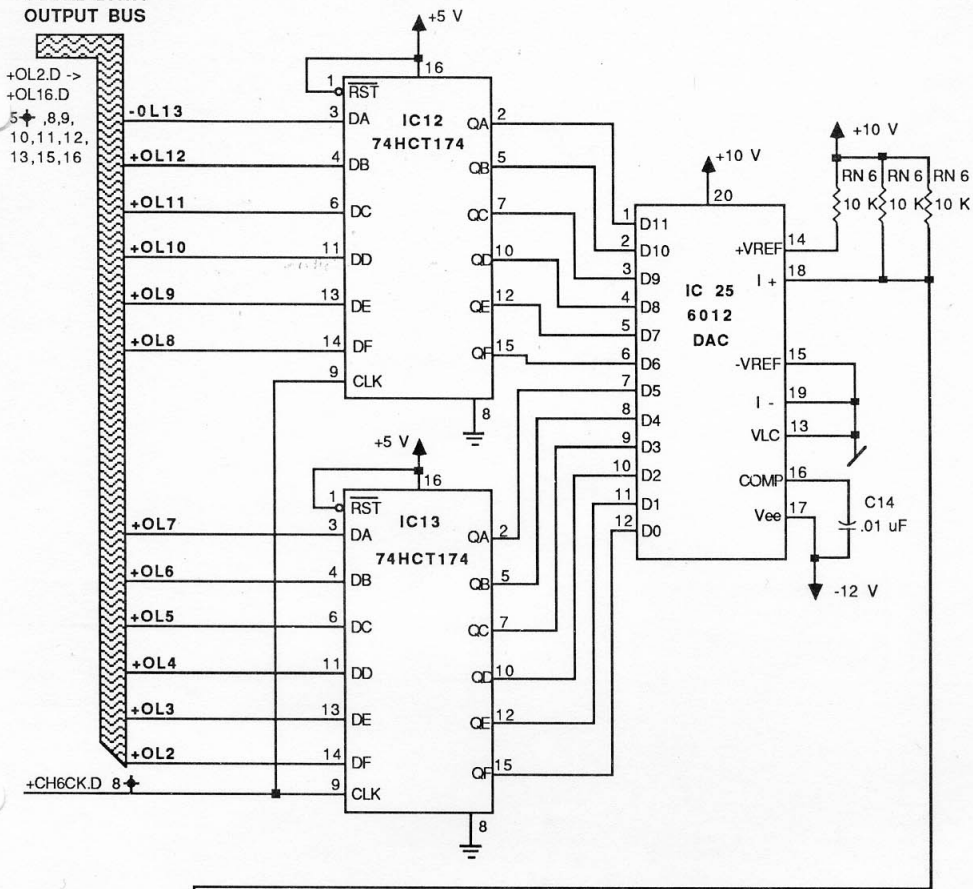 OUTPUT BUS
+OL2.D ->
+OL16.D
5 ,8,9,
10,11,12,
13,15,16
-0L13
+OL12
+OL11
+OL10
+OL9
+OL8
+5 V
16
1
RST
3
DA
4
DB
6
DC
11
DD
13
DE
14
DF
9
CLK
IC12
74HCT174
QA
2
QB
5
QC
7
QD
10
QE
12
QF
15
8
+OL7
+OL6
+OL5
+OL4
+OL3
+OL2
+CH6CK.D 8
+5 V
16
1
RST
3
DA
4
DB
6
DC
11
DD
13
DE
14
DF
9
CLK
IC13
74HCT174
QA
2
QB
5
QC
7
QD
10
QE
12
QF
15
8
+10 V
20
1
D11
2
D10
3
D9
4
D8
5
D7
6
D6
7
D5
8
D4
9
D3
10
D2
11
D1
12
D0
IC 25
6012
DAC
+VREF
14
I +
18
-VREF
15
I -
19
VLC
13
COMP
16
Vee
17
+10 V
RN 6
10 K
RN 6
10 K
RN 6
10 K
C14
.01 uF
-12 V